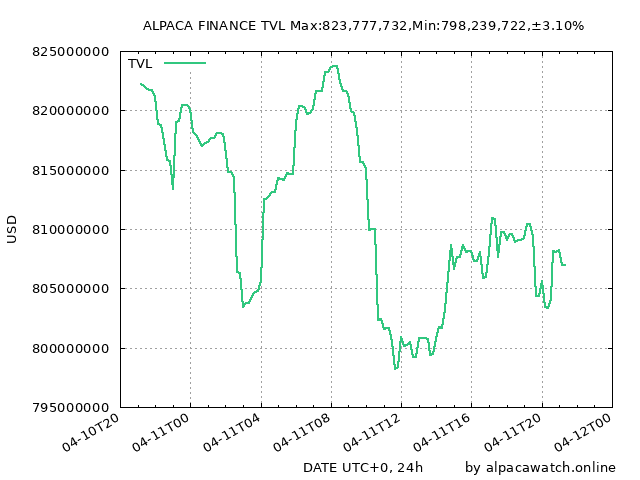 ALPACA FINANCE TVL Max:823,777,732,Min:798,239,722,±3.10%
825000000
TVL
820000000
815000000
810000000
805000000
800000000
795000000
USD
04-10T20
04-11T00
04-11T04
04-11T08
04-11T12
04-11T16
04-11T20
04-12T00
DATE UTC+0, 24h
by alpacawatch.online